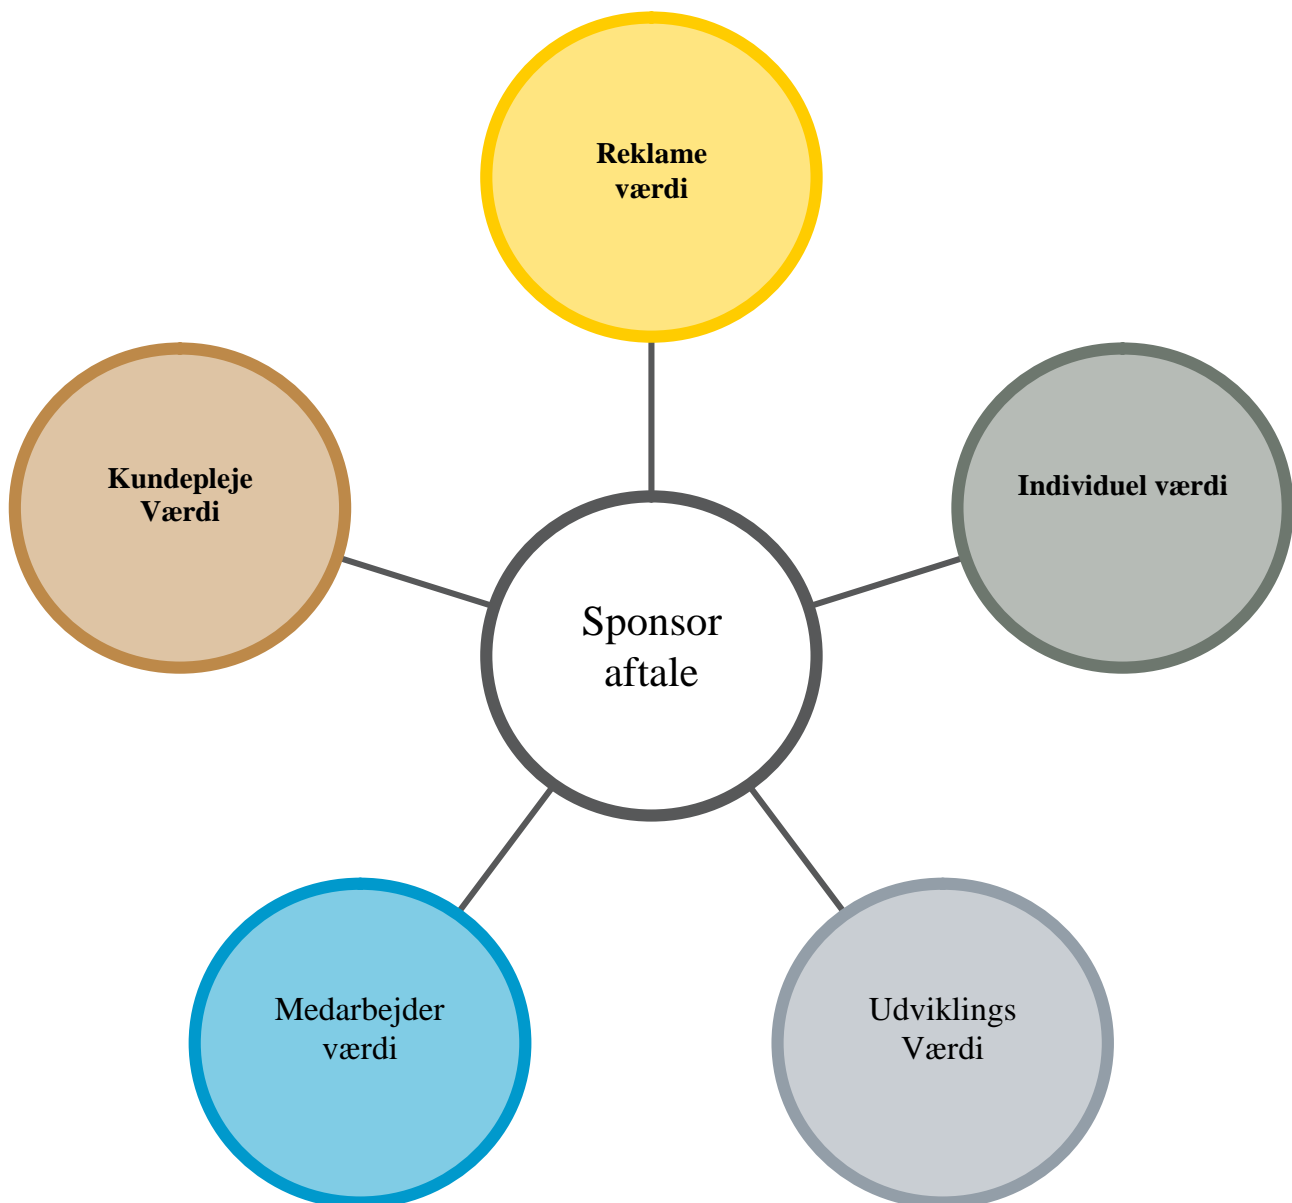 Reklame
værdi
Kundepleje
Værdi
Individuel værdi
Sponsor
aftale
Medarbejder
værdi
Udviklings
Værdi